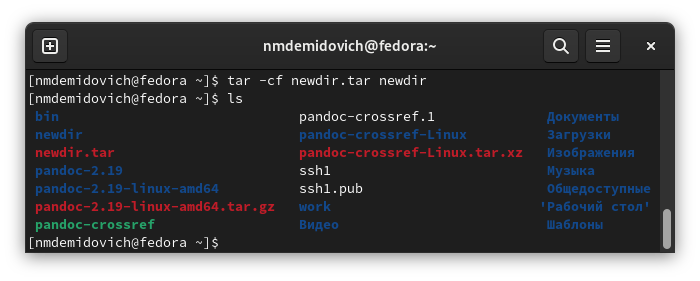 nmdemidovich@fedora:~
[nmdemidovich@fedora ~]$ tar -cf newdir.tar newdir
[nmdemidovich@fedora ~]$ ls
bin pandoc-crossref.1 Документы
newdir pandoc-crossref-Linux Загрузки
newdir.tar pandoc-crossref-Linux.tar.xz Изображения
pandoc-2.19 ssh1 Музыка
pandoc-2.19-linux-amd64 ssh1.pub Общедоступные
pandoc-2.19-linux-amd64.tar.gz work 'Рабочий стол'
pandoc-crossref Видео Шаблоны
[nmdemidovich@fedora ~]$